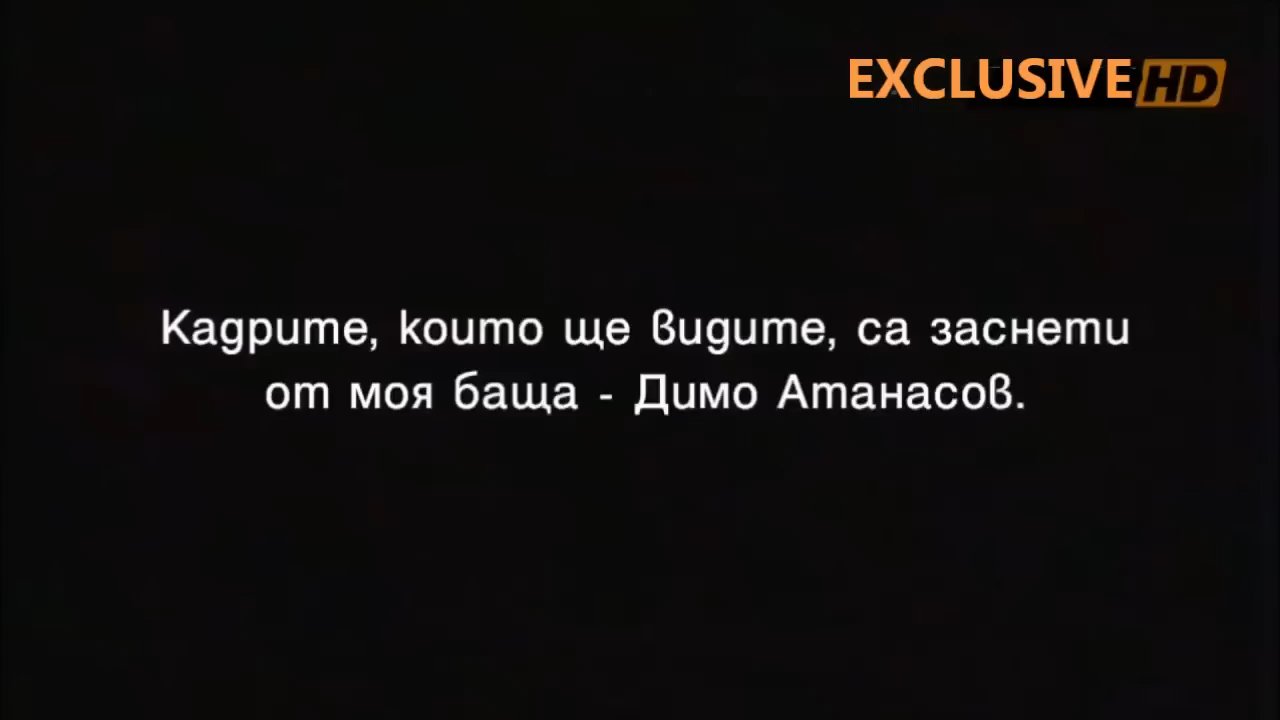 EXCLUSIVE HD
Кадрите, които ще видите, са заснети
от моя баща - Димо Атанасов.